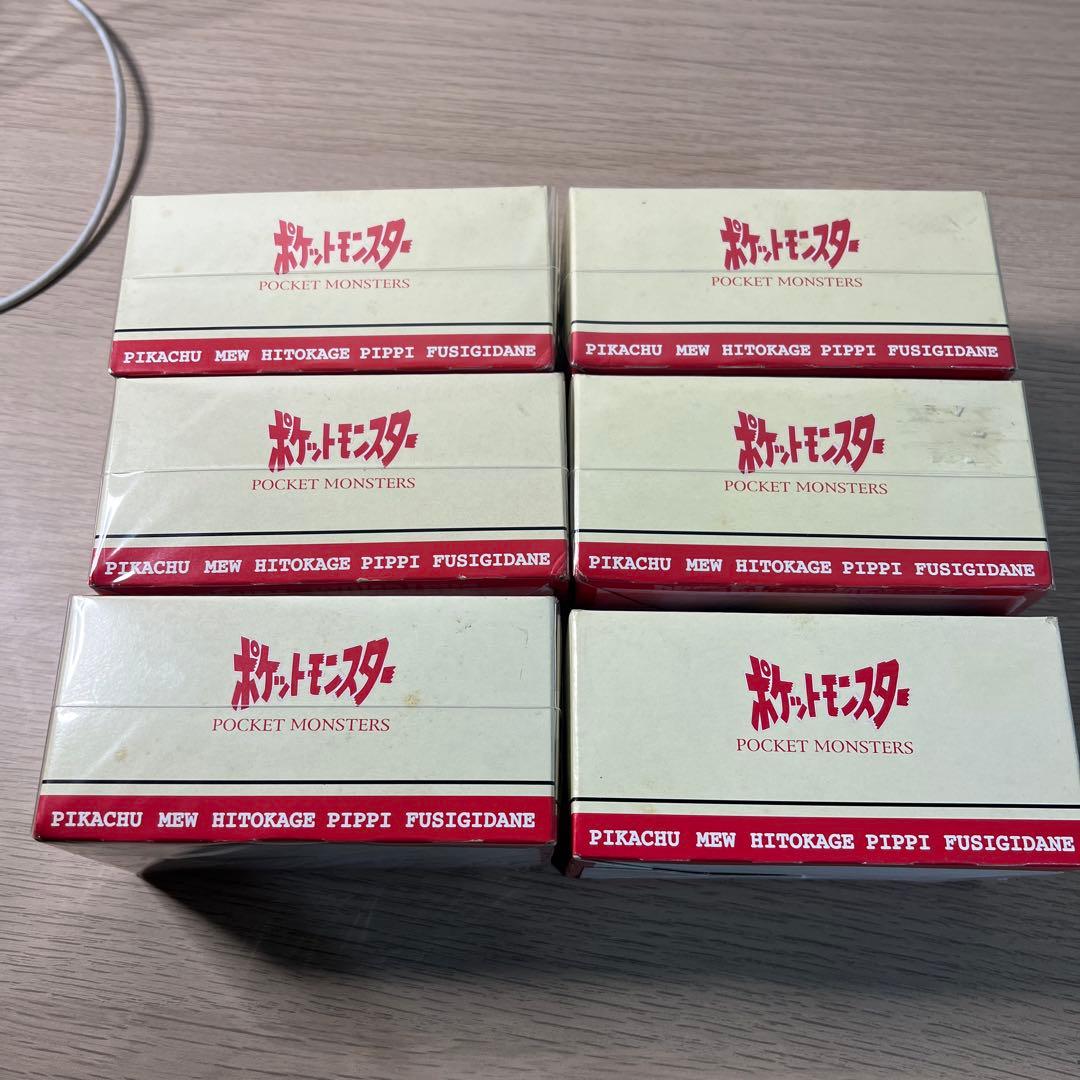 ポケットモンスター
POCKET MONSTERS
PIKACHU MEW HITOKAGE PIPPI FUSIGIDANE
ポケットモンスター
POCKET MONSTERS
PIKACHU MEW HITOKAGE PIPPI FUSIGIDANE
ポケットモンスター
POCKET MONSTERS
PIKACHU MEW HITOKAGE PIPPI FUSIGIDANE
ポケットモンスター
POCKET MONSTERS
PIKACHU MEW HITOKAGE PIPPI FUSIGIDANE
ポケットモンスター
POCKET MONSTERS
PIKACHU MEW HITOKAGE PIPPI FUSIGIDANE
ポケットモンスター
POCKET MONSTERS
PIKACHU MEW HITOKAGE PIPPI FUSIGIDANE